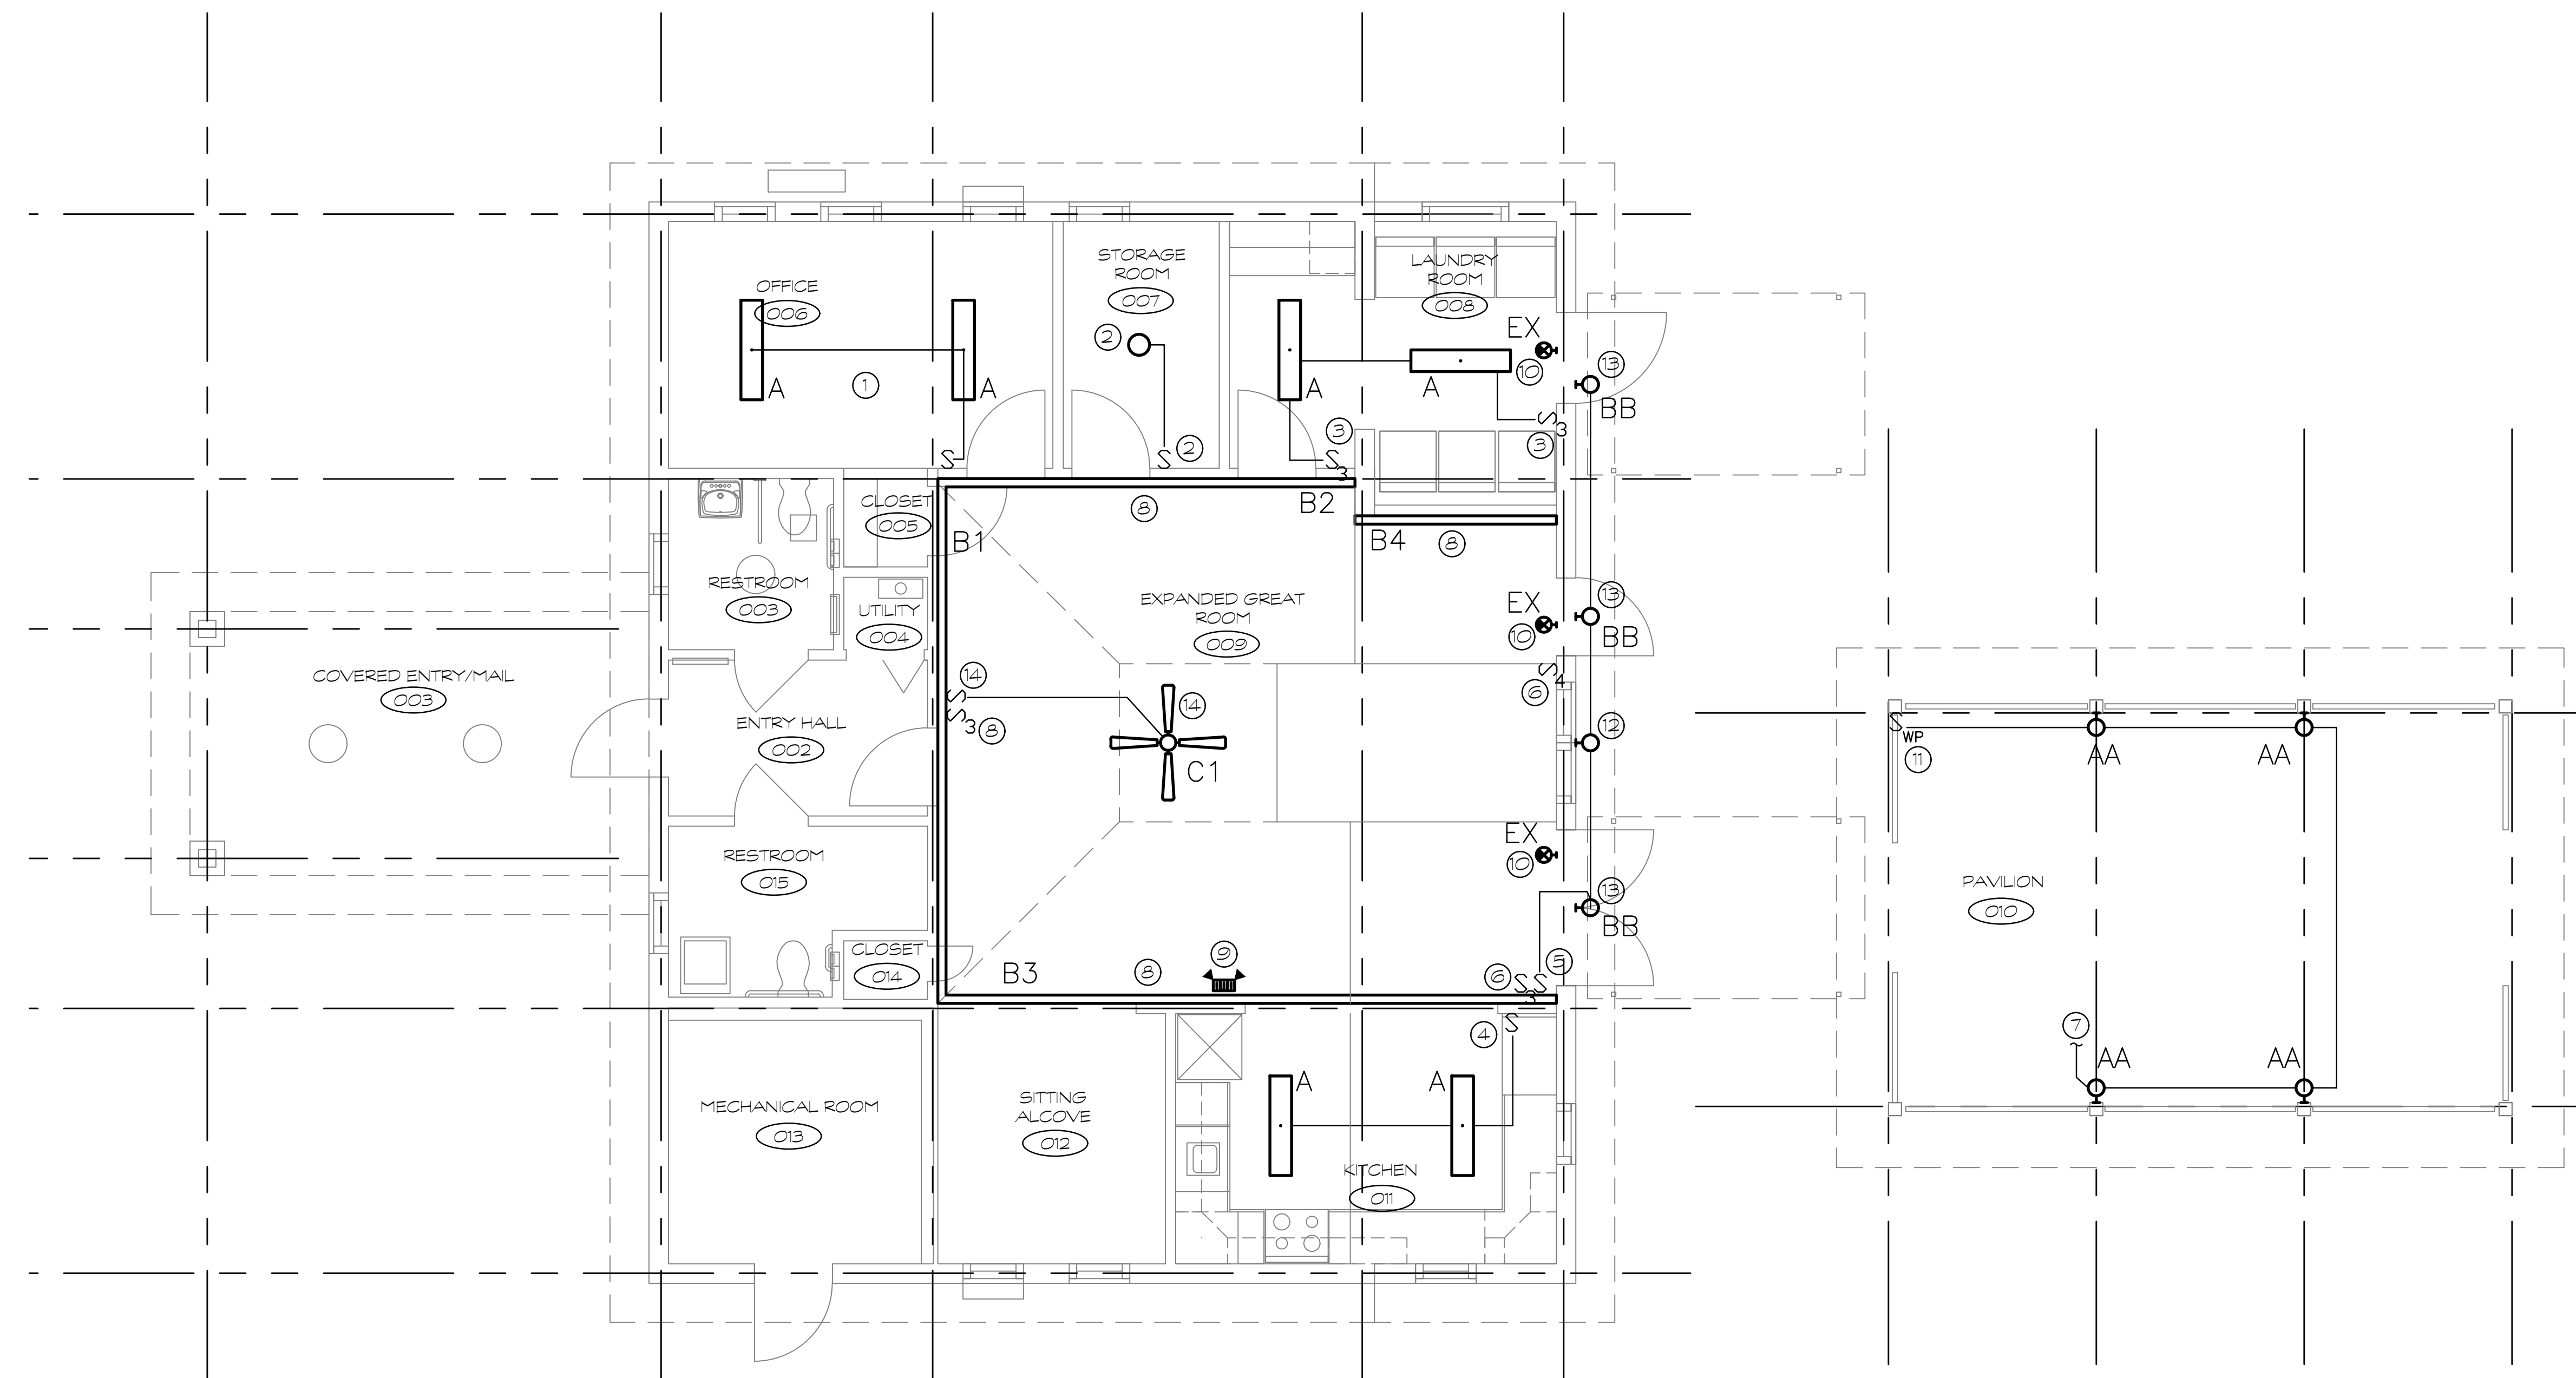 OFFICE
006
A
A
1
S
STORAGE
ROOM
007
2
S
2
LAUNDRY
ROOM
008
A
A
3
S3
S3
3
EX
10
13
BB
CLOSET
005
B1
8
B2
B4
8
RESTROOM
003
UTILITY
004
EXPANDED GREAT
ROOM
009
EX
10
13
BB
S4
6
12
COVERED ENTRY/MAIL
003
ENTRY HALL
002
14
S
S3
8
14
C1
S
WP
11
AA
AA
RESTROOM
015
EX
10
13
BB
PAVILION
010
CLOSET
014
B3
8
9
6
S3
S
5
S
4
7
AA
AA
MECHANICAL ROOM
013
SITTING
ALCOVE
012
A
A
KITCHEN
011